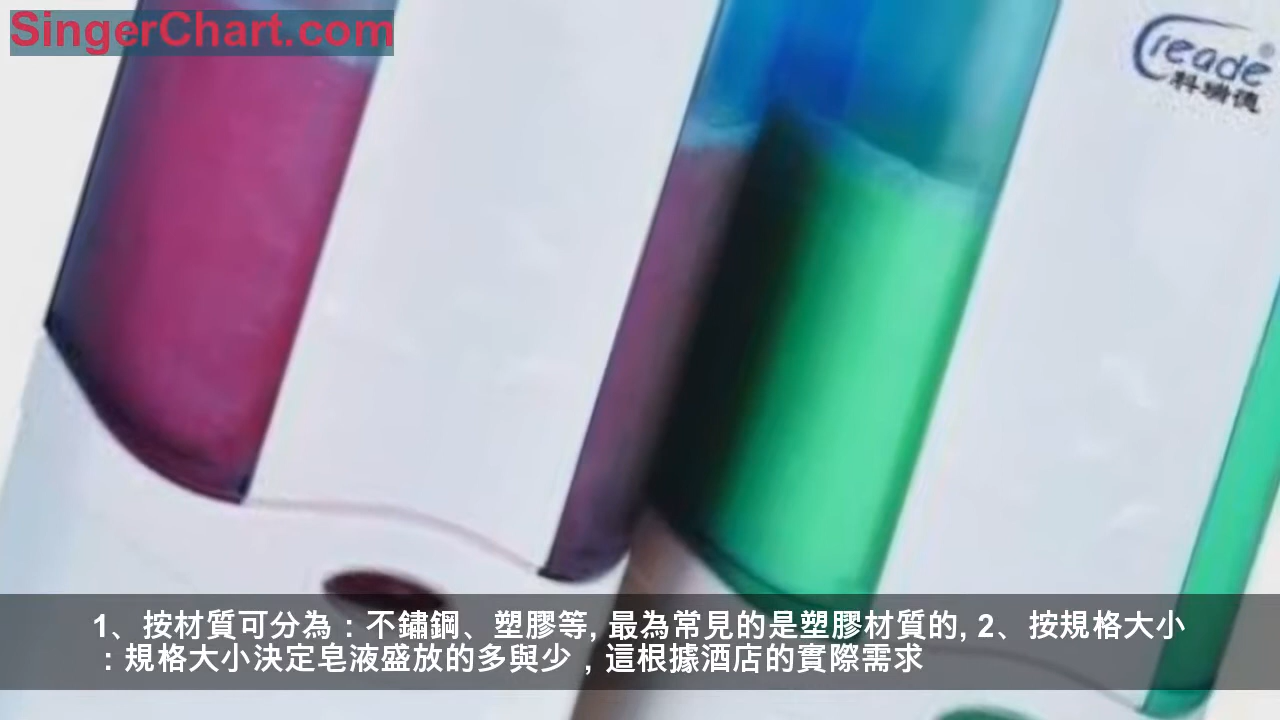 SingerChart.com
Creade®
科瑞德
1、按材質可分為：不鏽鋼、塑膠等, 最為常見的是塑膠材質的, 2、按規格大小
：規格大小決定皂液盛放的多與少，這根據酒店的實際需求